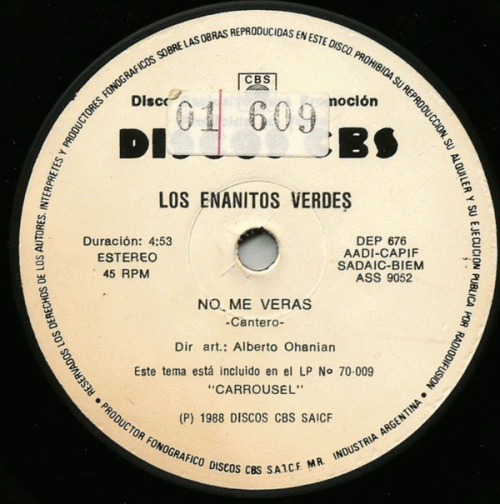 RESERVADOS LOS DERECHOS DE LOS AUTORES, INTERPRETES Y PRODUCTORES FONOGRAFICOS SOBRE LAS OBRAS REPRODUCIDAS EN ESTE DISCO. PROHIBIDA SU REPRODUCCION, SU ALQUILER Y SU EJECUCION PUBLICA POR RADIODIFUSION
CBS
01 609
DISCOS CBS
LOS ENANITOS VERDES
Duración: 4:53
ESTEREO
45 RPM
DEP 676
AADI-CAPIF
SADAIC-BIEM
ASS 9052
NO ME VERAS
-Cantero-
Dir art.: Alberto Ohanian
Este tema está incluido en el LP Nº 70-009
"CARROUSEL"
(P) 1988 DISCOS CBS SAICF
• PRODUCTOR FONOGRAFICO DISCOS CBS S.A.I.C.F. MR. INDUSTRIA ARGENTINA •